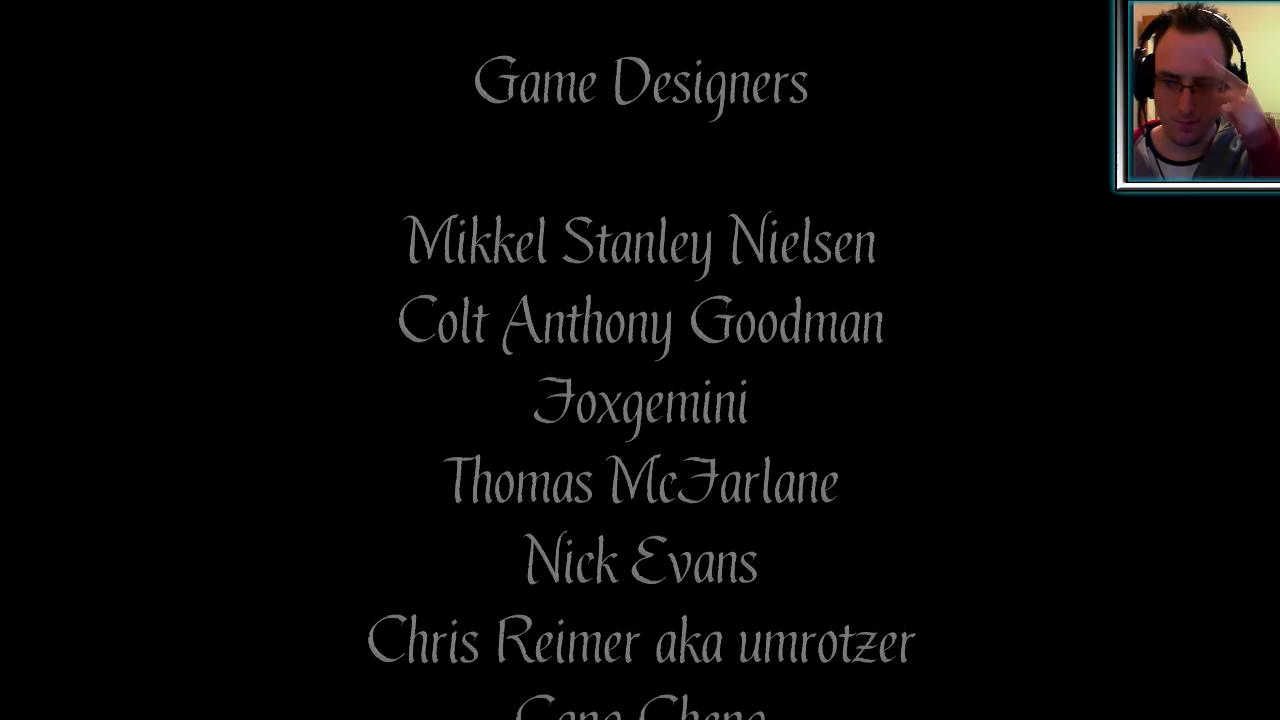 Game Designers
Mikkel Stanley Nielsen
Colt Anthony Goodman
Foxgemini
Thomas McFarlane
Nick Evans
Chris Reimer aka umrotzer